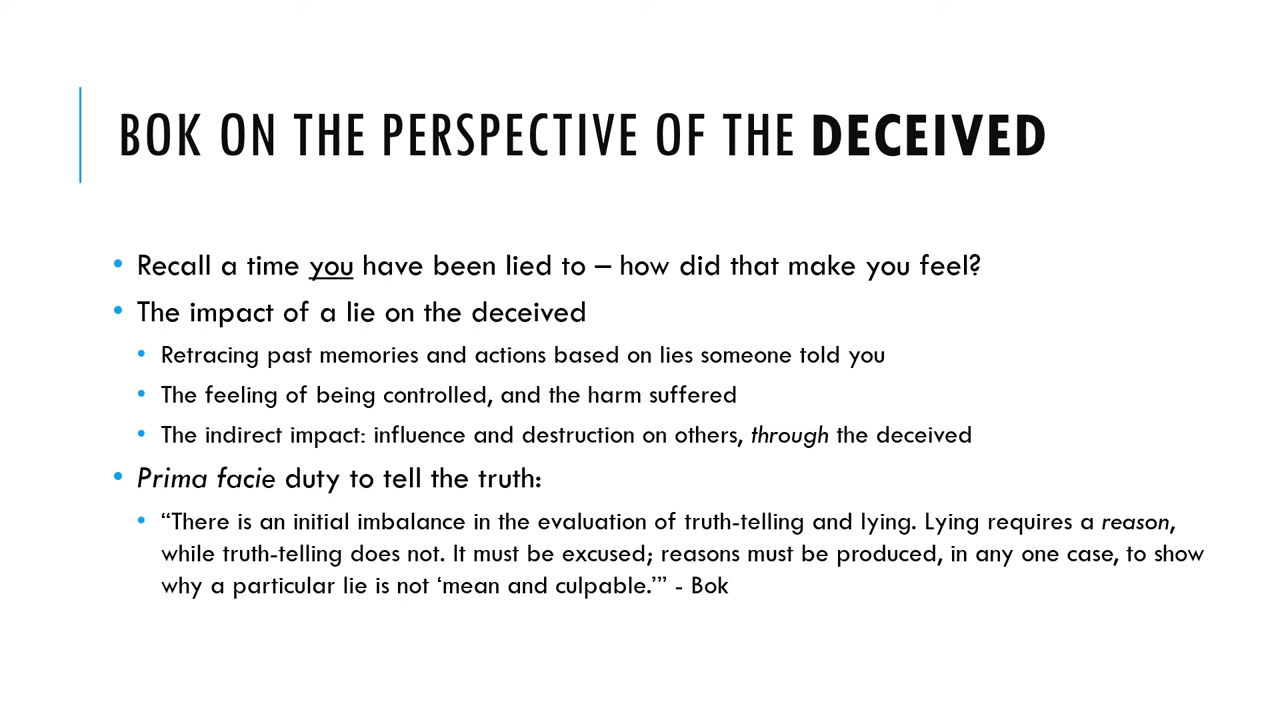 BOK ON THE PERSPECTIVE OF THE DECEIVED
• Recall a time you have been lied to – how did that make you feel?
• The impact of a lie on the deceived
• Retracing past memories and actions based on lies someone told you
• The feeling of being controlled, and the harm suffered
• The indirect impact: influence and destruction on others, through the deceived
• Prima facie duty to tell the truth:
• “There is an initial imbalance in the evaluation of truth-telling and lying. Lying requires a reason,
while truth-telling does not. It must be excused; reasons must be produced, in any one case, to show
why a particular lie is not ‘mean and culpable.’” - Bok